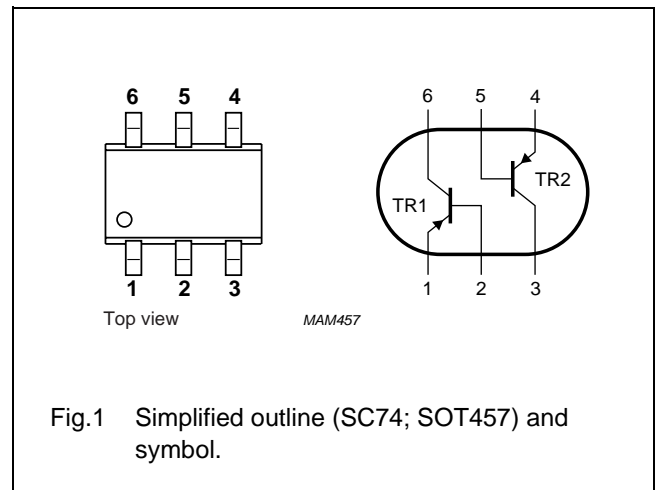 6 5 4
6 5 4
TR1
TR2
1 2 3
1 2 3
Top view
MAM457
Fig.1 Simplified outline (SC74; SOT457) and
symbol.